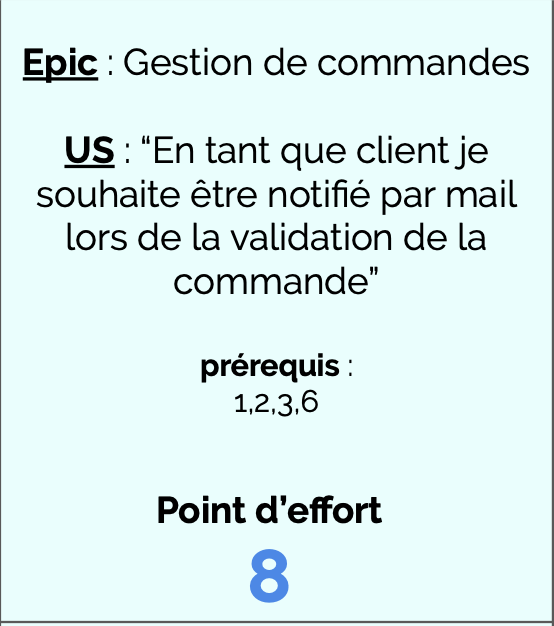 Epic : Gestion de commandes
US : “En tant que client je
souhaite être notifié par mail
lors de la validation de la
commande”
prérequis :
1,2,3,6
Point d’effort
8